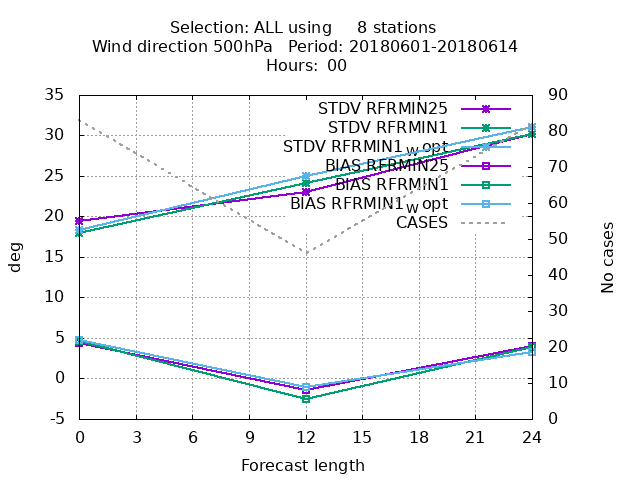 Selection: ALL using 8 stations
Wind direction 500hPa Period: 20180601-20180614
Hours: 00
35
30
25
20
15
10
5
0
-5
deg
90
80
70
60
50
40
30
20
10
0
No cases
STDV RFRMIN25
STDV RFRMIN1
STDV RFRMIN1_W opt
BIAS RFRMIN25
BIAS RFRMIN1
BIAS RFRMIN1_W opt
CASES
0 3 6 9 12 15 18 21 24
Forecast length